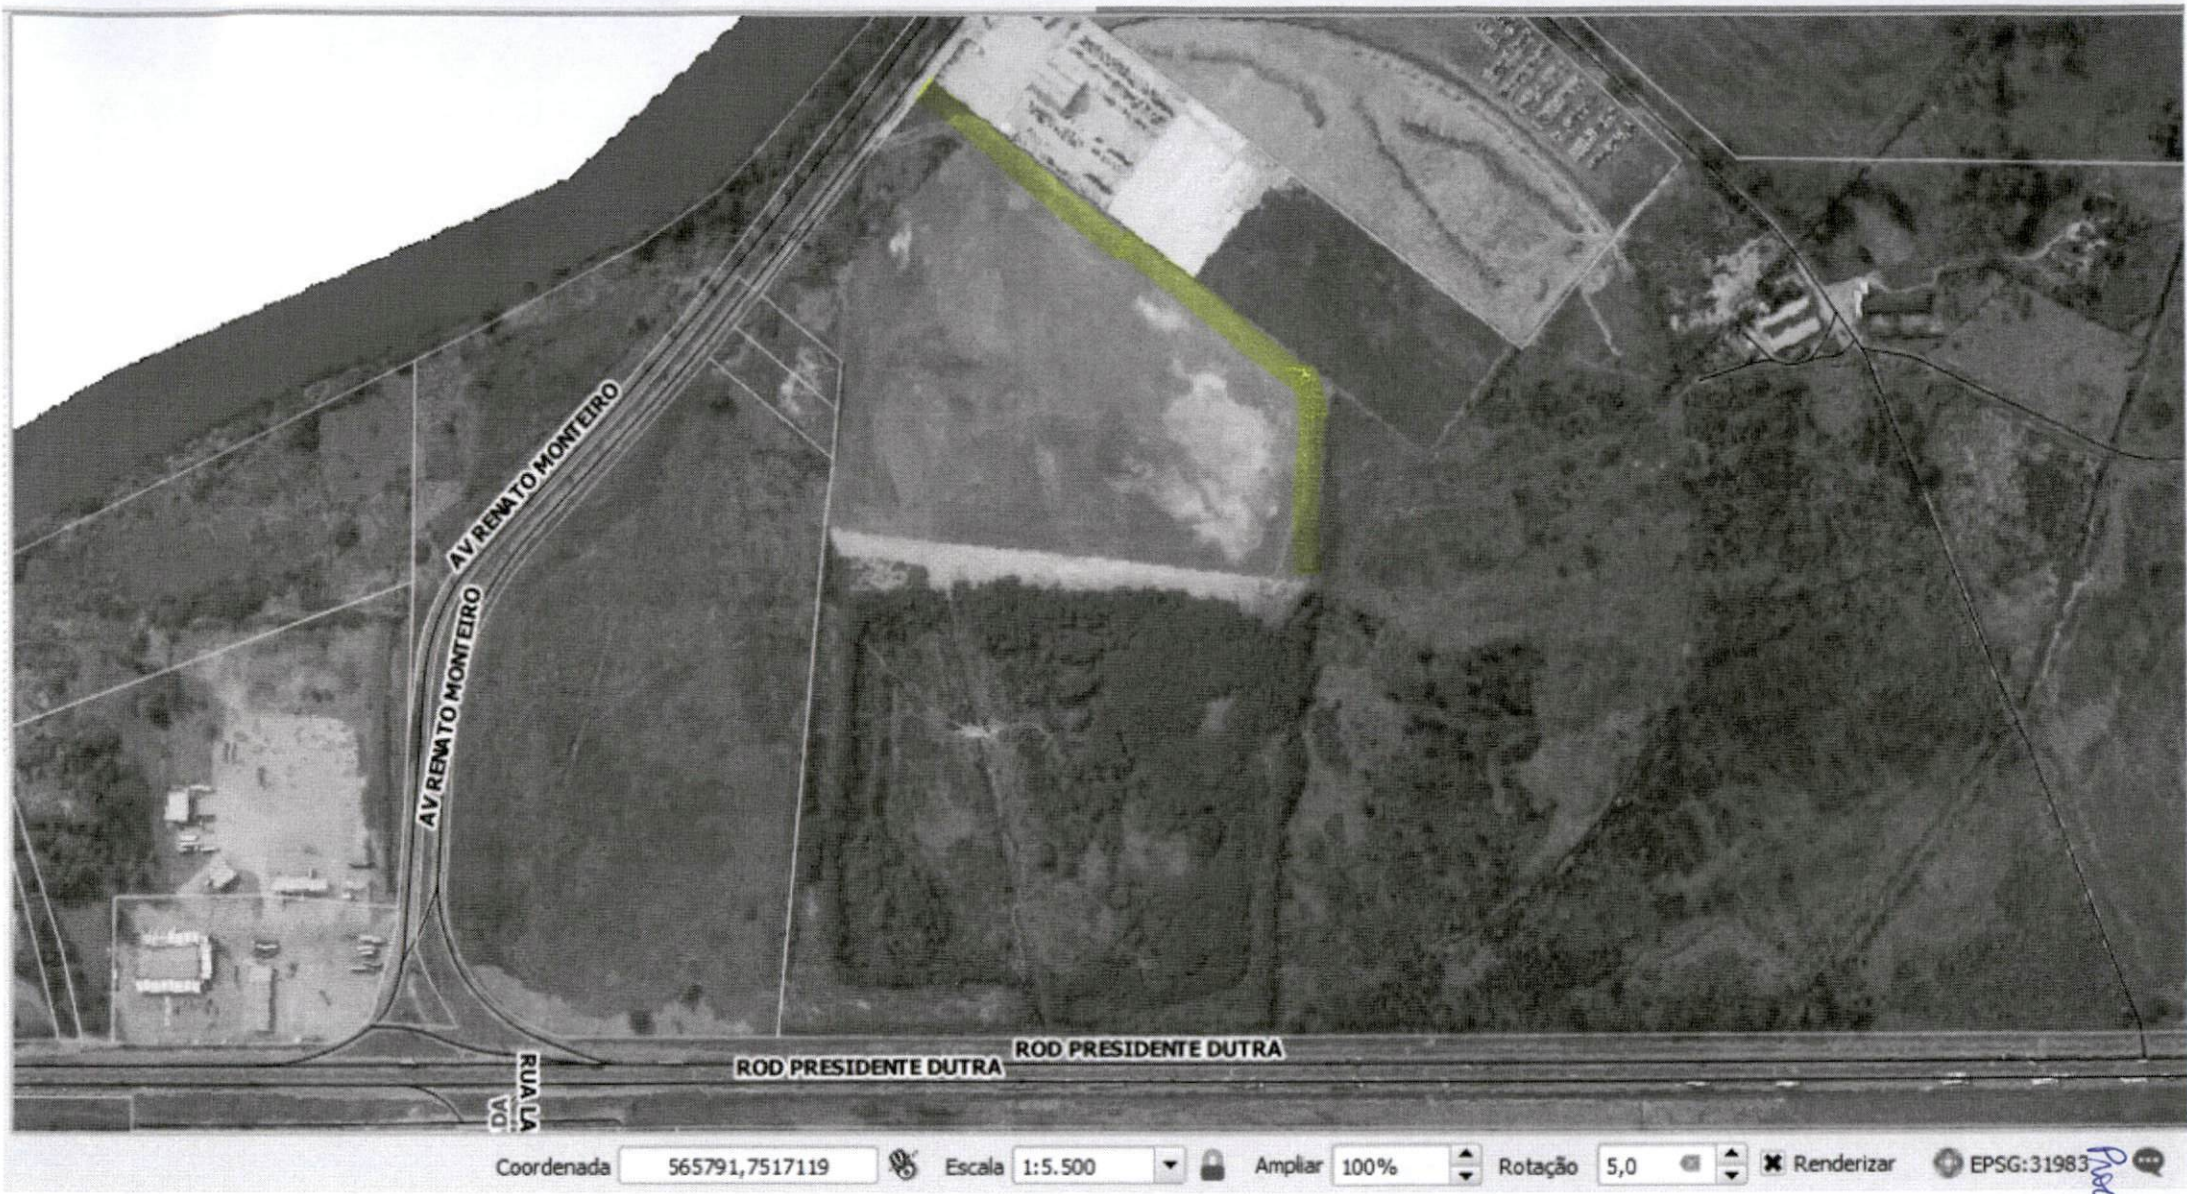 AV RENATO MONTEIRO
AV RENATO MONTEIRO
ROD PRESIDENTE DUTRA
ROD PRESIDENTE DUTRA
RUA LA
DA
Coordenada 565791,7517119 Escala 1:5.500 Ampliar 100% Rotação 5,0 Renderizar EPSG:31983